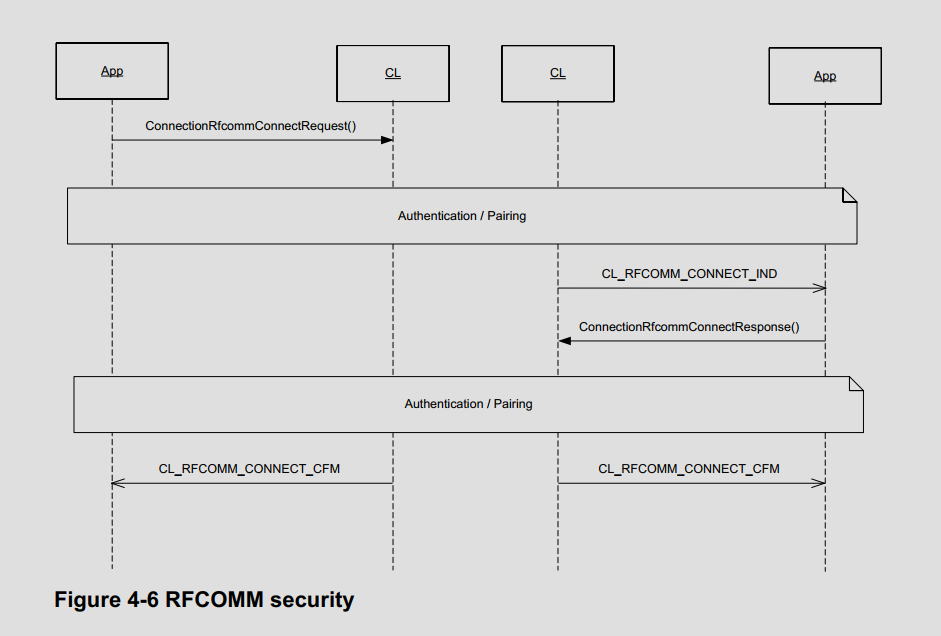 App
CL
CL
App
ConnectionRfcommConnectRequest()
Authentication / Pairing
CL_RFCOMM_CONNECT_IND
ConnectionRfcommConnectResponse()
Authentication / Pairing
CL_RFCOMM_CONNECT_CFM
CL_RFCOMM_CONNECT_CFM
Figure 4-6 RFCOMM security